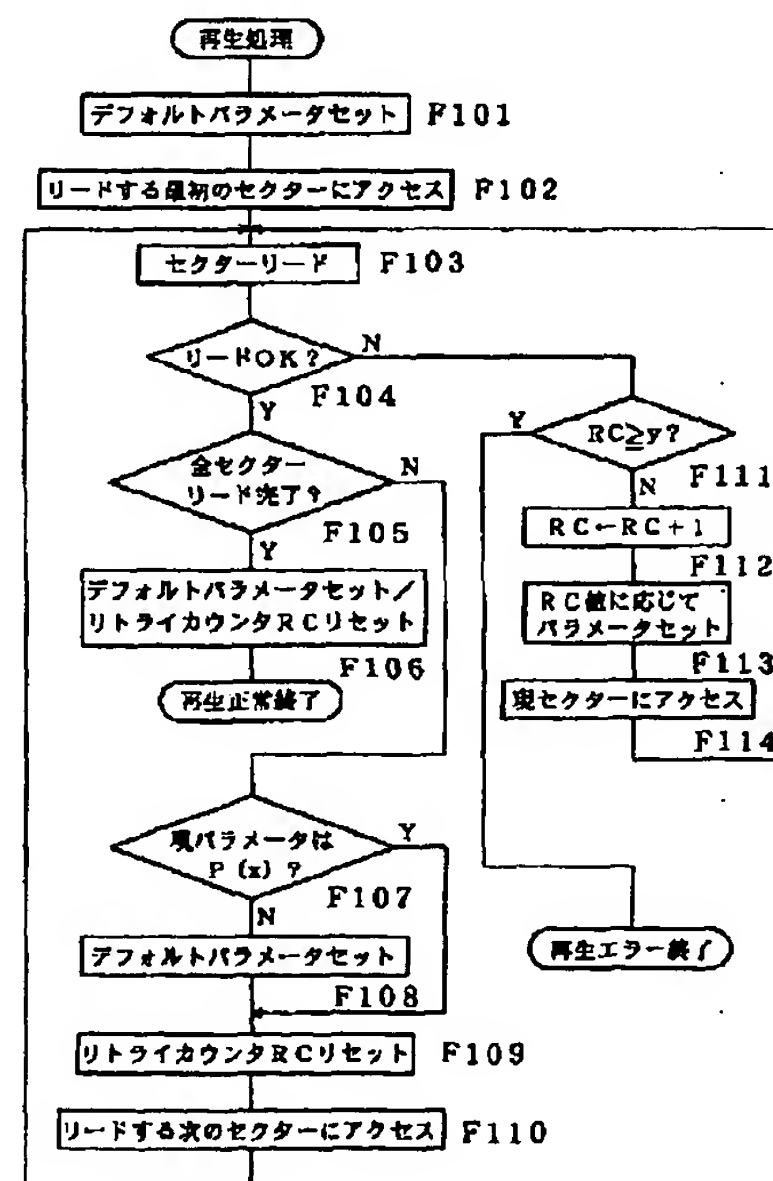 再生処理
デフォルトパラメータセット F101
リードする最初のセクターにアクセス F102
セクターリード F103
リードOK?
N
F104
Y
全セクター
リード完了?
N
F105
Y
デフォルトパラメータセット/
リトライカウンタRCリセット
F106
再生正常終了
現パラメータは
P(x)?
Y
F107
N
デフォルトパラメータセット
F108
リトライカウンタRCリセット F109
リードする次のセクターにアクセス F110
Y
RC≧y?
F111
N
RC←RC+1
F112
RC値に応じて
パラメータセット
F113
現セクターにアクセス
F114
再生エラー終了